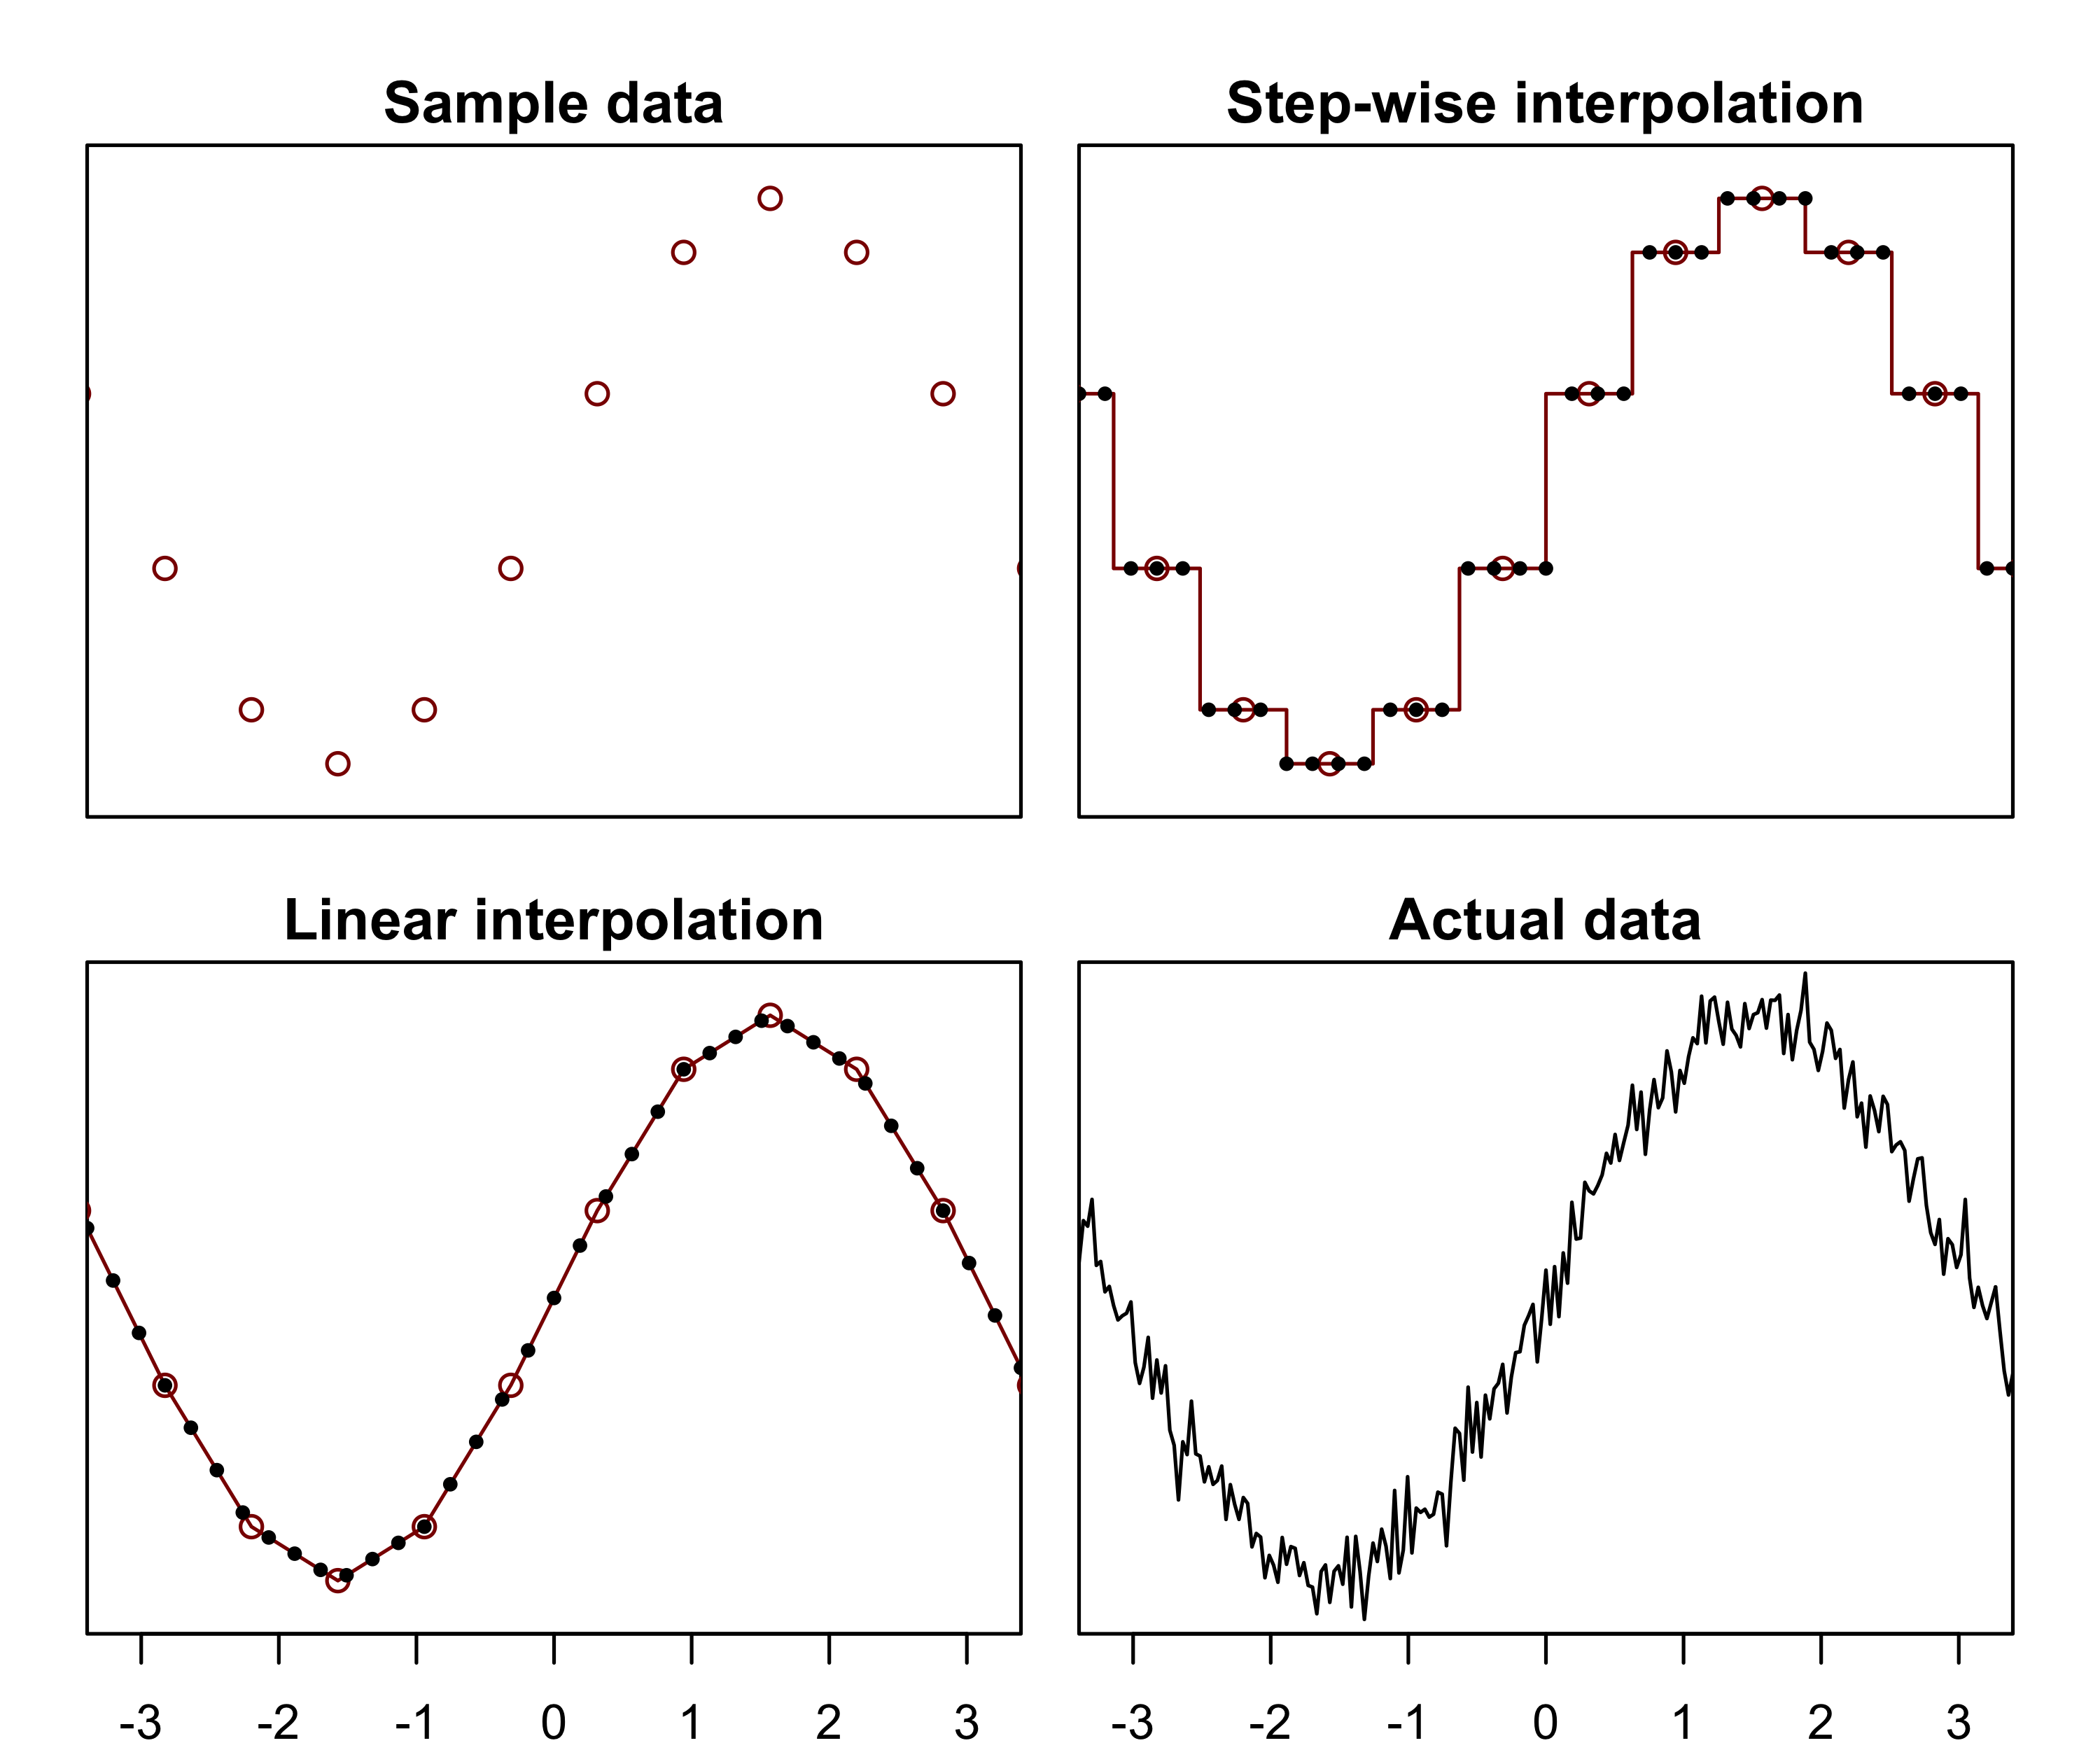 Sample data
Step-wise interpolation
Linear interpolation
Actual data
-3 -2 -1 0 1 2 3
-3 -2 -1 0 1 2 3